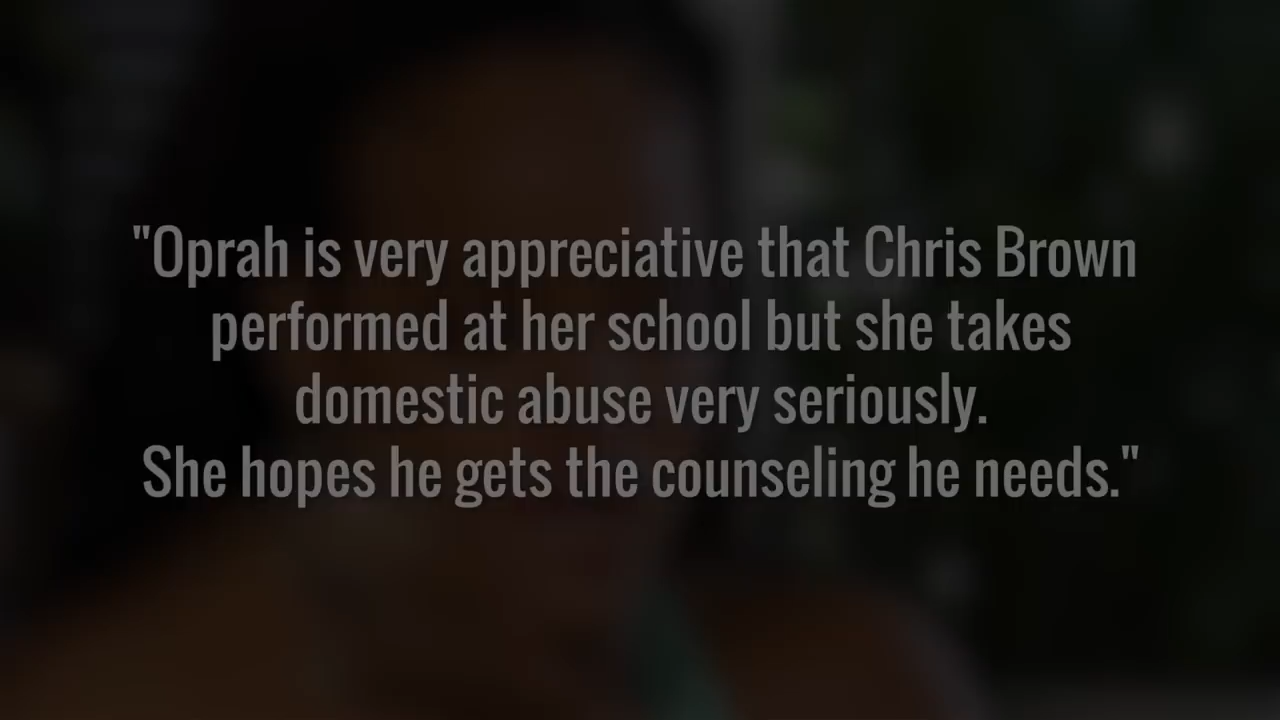 "Oprah is very appreciative that Chris Brown
performed at her school but she takes
domestic abuse very seriously.
She hopes he gets the counseling he needs."